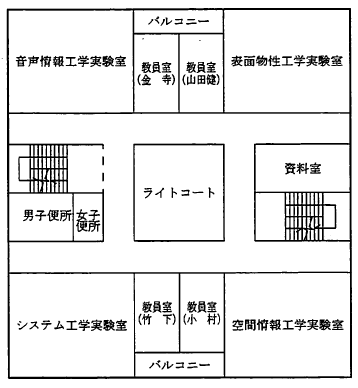 バルコニー
音声情報工学実験室
教員室
(金 寺)
教員室
(山田健)
表面物性工学実験室
資料室
ライトコート
男子便所
女子
便所
システム工学実験室
教員室
(竹 下)
教員室
(小 村)
空間情報工学実験室
バルコニー